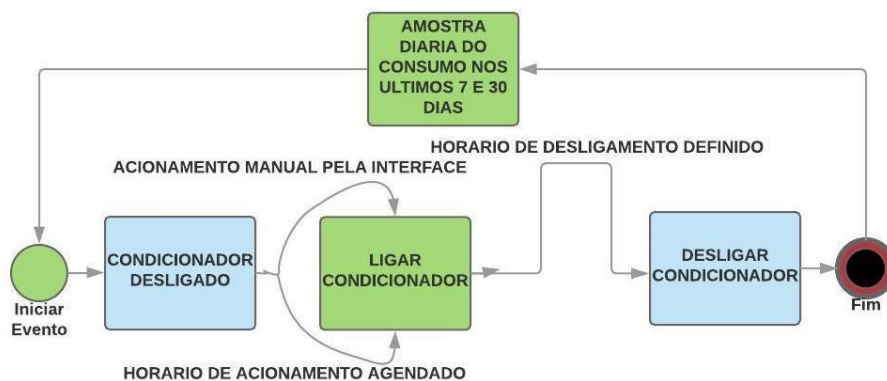 AMOSTRA
DIARIA DO
CONSUMO NOS
ULTIMOS 7 E 30
DIAS
HORARIO DE DESLIGAMENTO DEFINIDO
ACIONAMENTO MANUAL PELA INTERFACE
CONDICIONADOR
DESLIGADO
LIGAR
CONDICIONADOR
DESLIGAR
CONDICIONADOR
Iniciar
Evento
Fim
HORARIO DE ACIONAMENTO AGENDADO